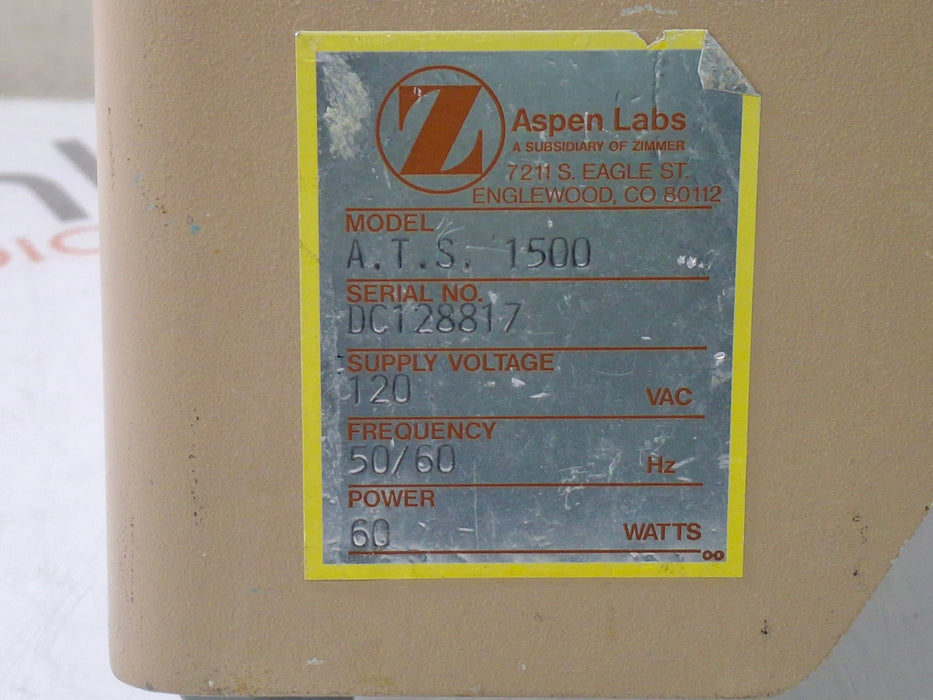 Z
Aspen Labs
A SUBSIDIARY OF ZIMMER
7211 S. EAGLE ST.
ENGLEWOOD, CO 80112
MODEL
A.T.S. 1500
SERIAL NO.
DC128817
SUPPLY VOLTAGE
120 VAC
FREQUENCY
50/60 Hz
POWER
60 WATTS